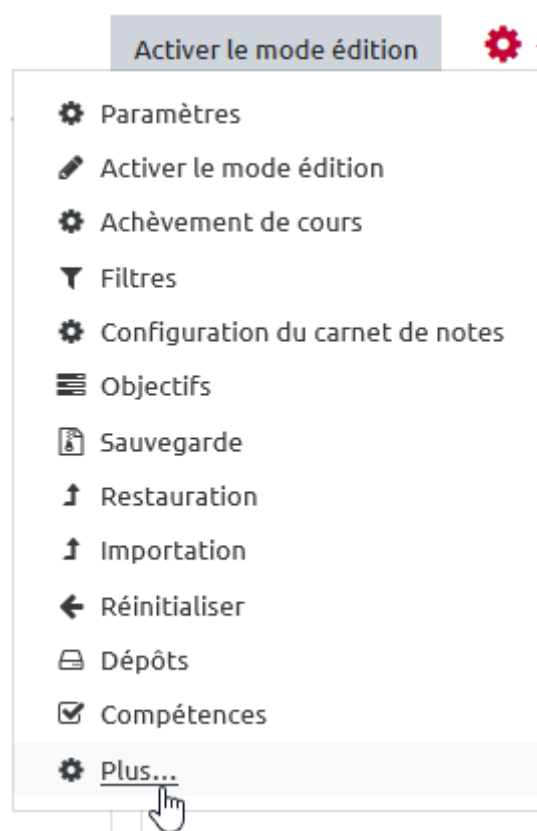 Activer le mode édition
Paramètres
Activer le mode édition
Achèvement de cours
Filtres
Configuration du carnet de notes
Objectifs
Sauvegarde
Restauration
Importation
Réinitialiser
Dépôts
Compétences
Plus...